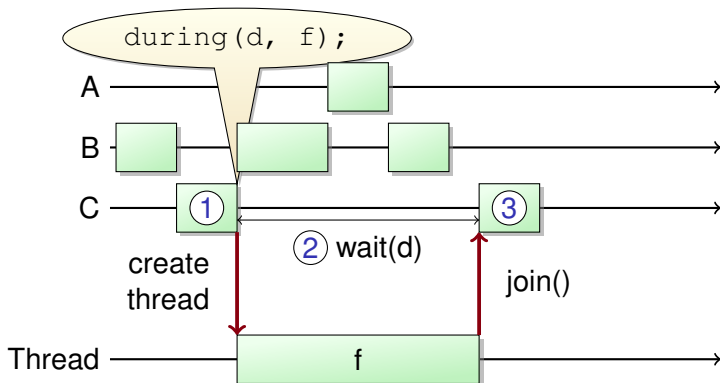 during(d, f);
A
B
C
1
3
2 wait(d)
create
thread
join()
Thread
f